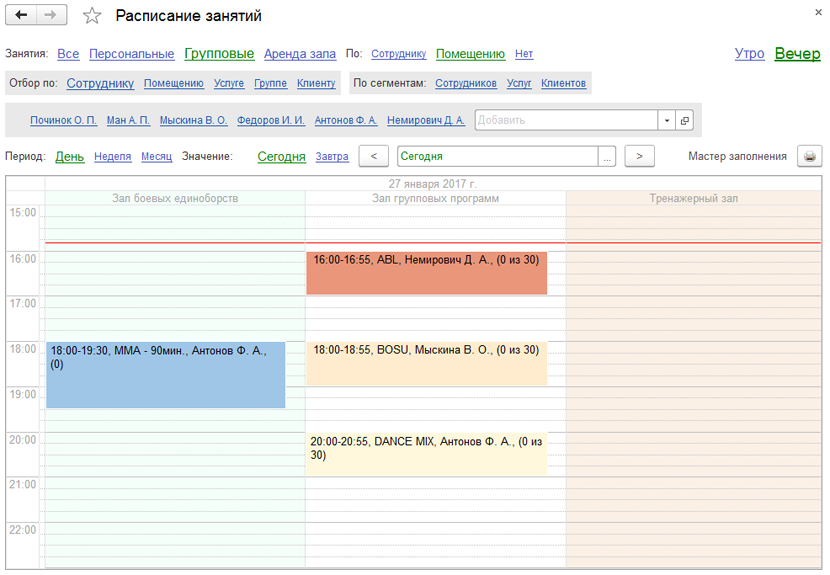 Расписание занятий
Занятия: Все Персональные Групповые Аренда зала По: Сотруднику Помещению Нет Утро Вечер
Отбор по: Сотруднику Помещению Услуге Группе Клиенту По сегментам: Сотрудников Услуг Клиентов
Починок О. П. Ман А. П. Мыскина В. О. Федоров И. И. Антонов Ф. А. Немирович Д. А. Добавить
Период: День Неделя Месяц Значение: Сегодня Завтра < Сегодня ... > Мастер заполнения
27 января 2017 г.
Зал боевых единоборств Зал групповых программ Тренажерный зал
15:00
16:00 16:00-16:55, ABL, Немирович Д. А., (0 из 30)
17:00
18:00 18:00-19:30, ММА - 90мин., Антонов Ф. А., 18:00-18:55, BOSU, Мыскина В. О., (0 из 30)
(0)
19:00
20:00 20:00-20:55, DANCE MIX, Антонов Ф. А., (0 из
30)
21:00
22:00